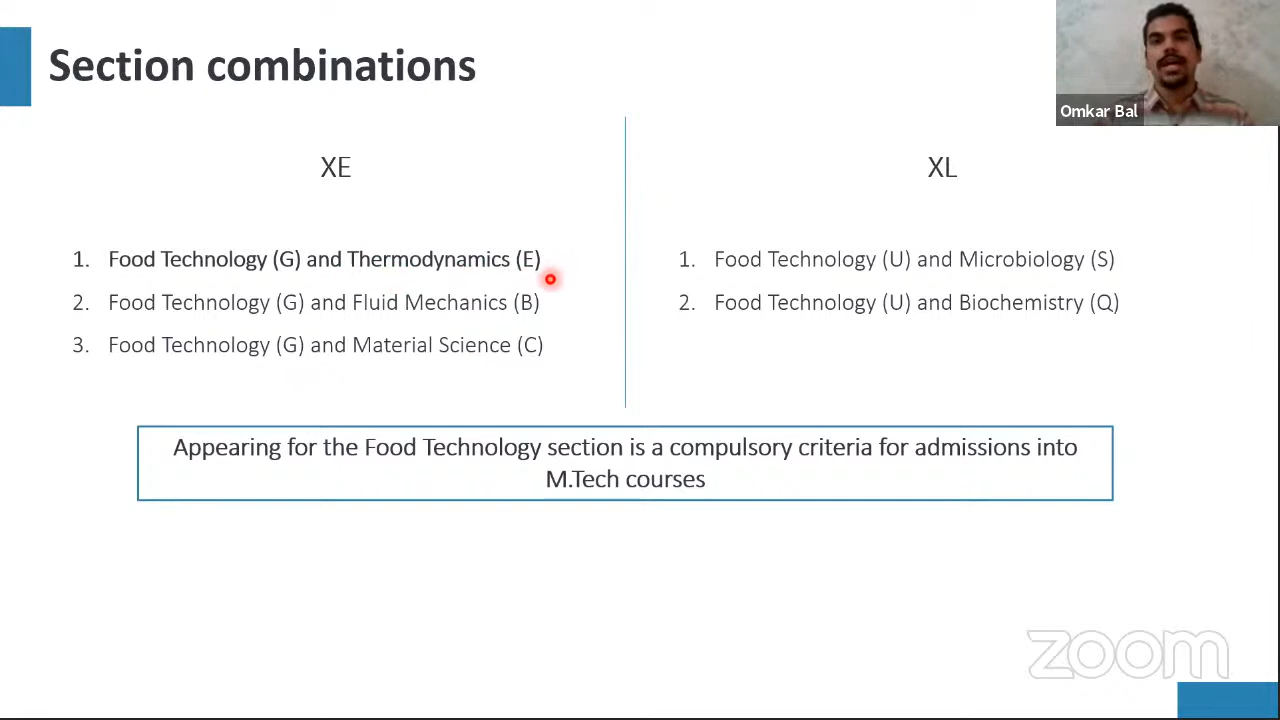 Section combinations
Omkar Bal
XE
1. Food Technology (G) and Thermodynamics (E)
2. Food Technology (G) and Fluid Mechanics (B)
3. Food Technology (G) and Material Science (C)
XL
1. Food Technology (U) and Microbiology (S)
2. Food Technology (U) and Biochemistry (Q)
Appearing for the Food Technology section is a compulsory criteria for admissions into
M.Tech courses
zoom